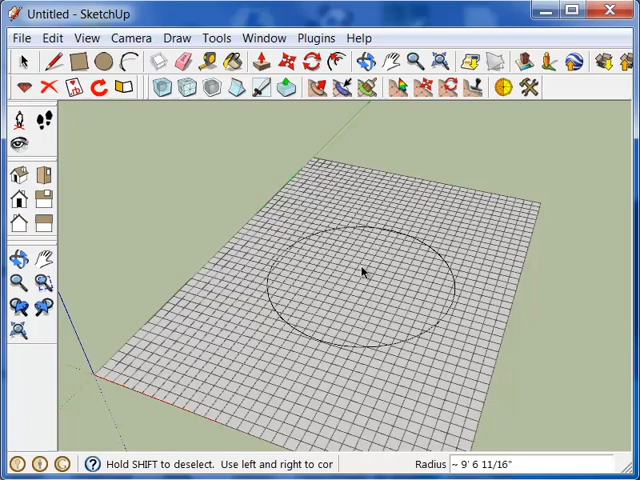 Untitled - SketchUp
File Edit View Camera Draw Tools Window Plugins Help
Hold SHIFT to deselect. Use left and right to cor
Radius ~ 9' 6 11/16"